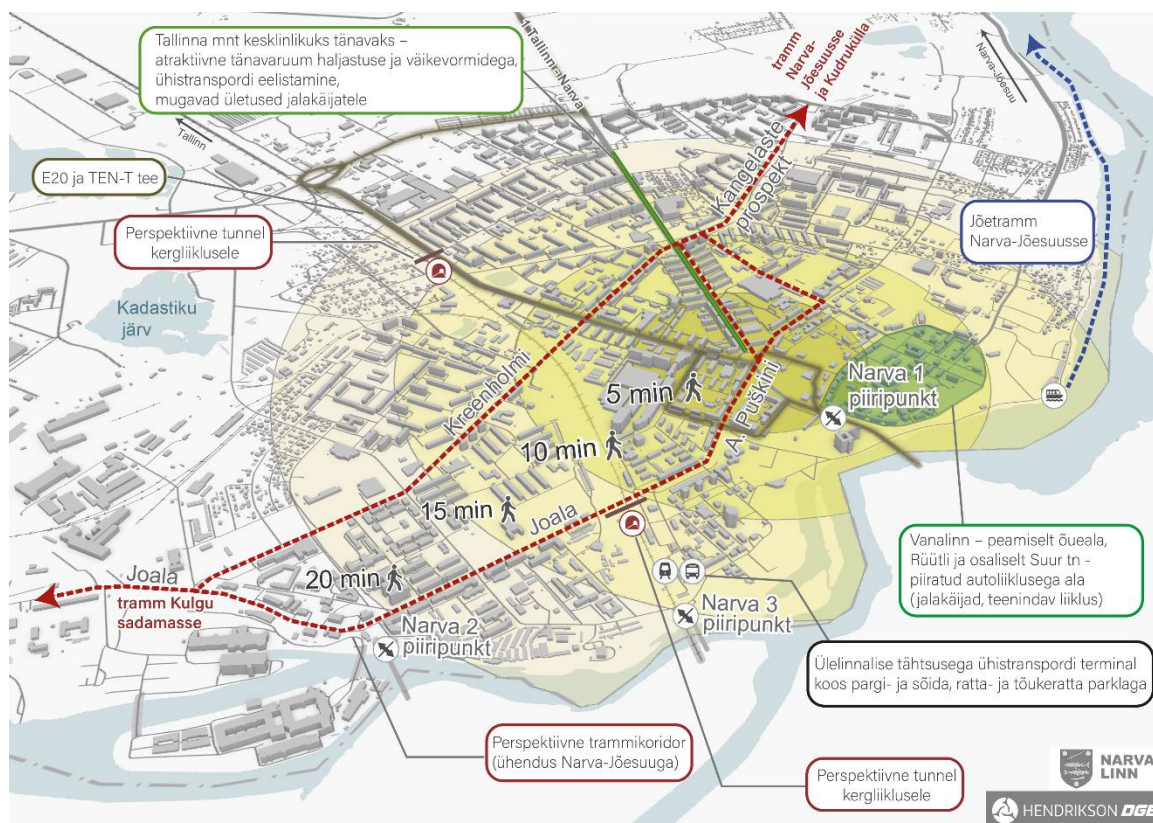 Tallinna mnt kesklinlikuks tänavaks –
atraktiivne tänavaruum haljastuse ja väikevormidega,
ühistranspordi eelistamine,
mugavad ületused jalakäijatele
1 Tallinna-Narva
tramm
Narva-
Jõesuusse
ja Kudrukülla
Narva-Jõesuu
Tallinn
E20 ja TEN-T tee
Kangelaste
prospekt
Perspektiivne tunnel
kergliiklusele
Jõetramm
Narva-Jõesuusse
Kadastiku
järv
Kreenholmi
5 min
A. Puškini
Narva 1
piiripunkt
10 min
15 min
Joala
20 min
Vanalinn – peamiselt õueala,
Rüütli ja osaliselt Suur tn -
piiratud autoliiklusega ala
(jalakäijad, teenindav liiklus)
Joala
tramm Kulgu
sadamasse
Narva 2
piiripunkt
Narva 3
piiripunkt
Ülelinnalise tähtsusega ühistranspordi terminal
koos pargi- ja sõida, ratta- ja tõukeratta parklaga
Perspektiivne trammikoridor
(ühendus Narva-Jõesuuga)
Perspektiivne tunnel
kergliiklusele
NARVA
LINN
HENDRIKSON DGE